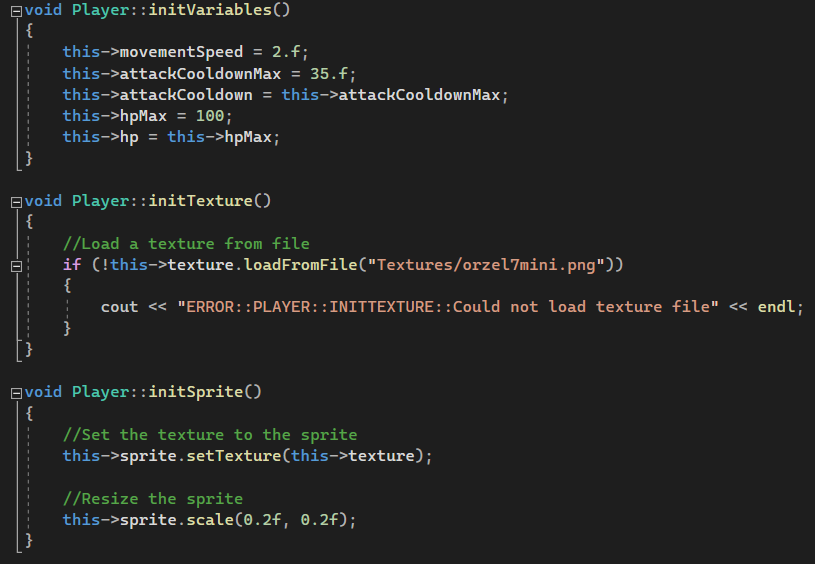 void Player::initVariables()
{
    this->movementSpeed = 2.f;
    this->attackCooldownMax = 35.f;
    this->attackCooldown = this->attackCooldownMax;
    this->hpMax = 100;
    this->hp = this->hpMax;
}

void Player::initTexture()
{
    //Load a texture from file
    if (!this->texture.loadFromFile("Textures/orzel7mini.png"))
    {
        cout << "ERROR::PLAYER::INITTEXTURE::Could not load texture file" << endl;
    }
}

void Player::initSprite()
{
    //Set the texture to the sprite
    this->sprite.setTexture(this->texture);

    //Resize the sprite
    this->sprite.scale(0.2f, 0.2f);
}